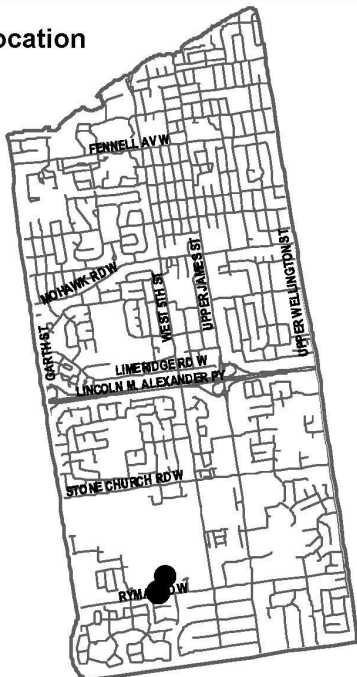 ocation
FENNELL AV W
MOHAWK RD W
WEST 5TH ST
UPPER JAMES ST
UPPER WELLINGTON ST
GARTH ST
LIMERIDGE RD W
LINCOLN M. ALEXANDER PY
STONE CHURCH RD W